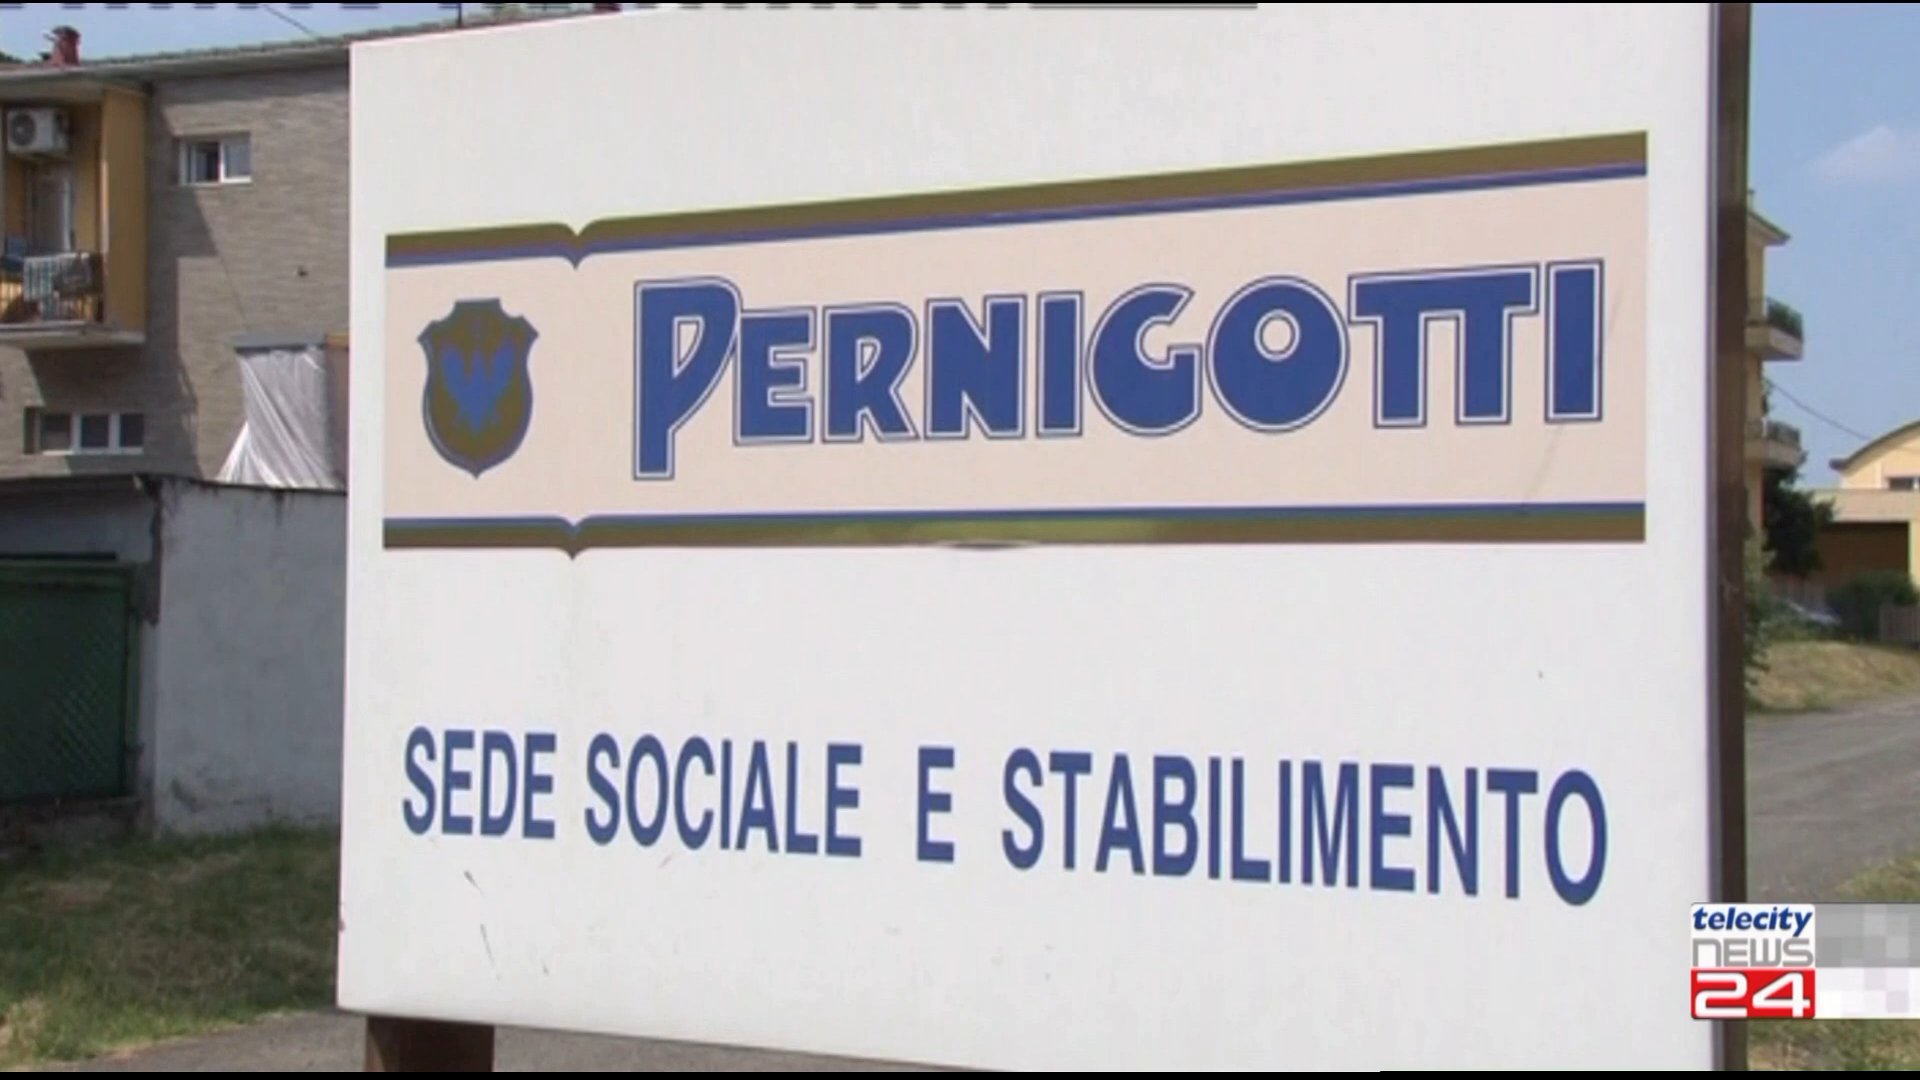 PERNIGOTTI
SEDE SOCIALE E STABILIMENTO
telecity
NEWS
24